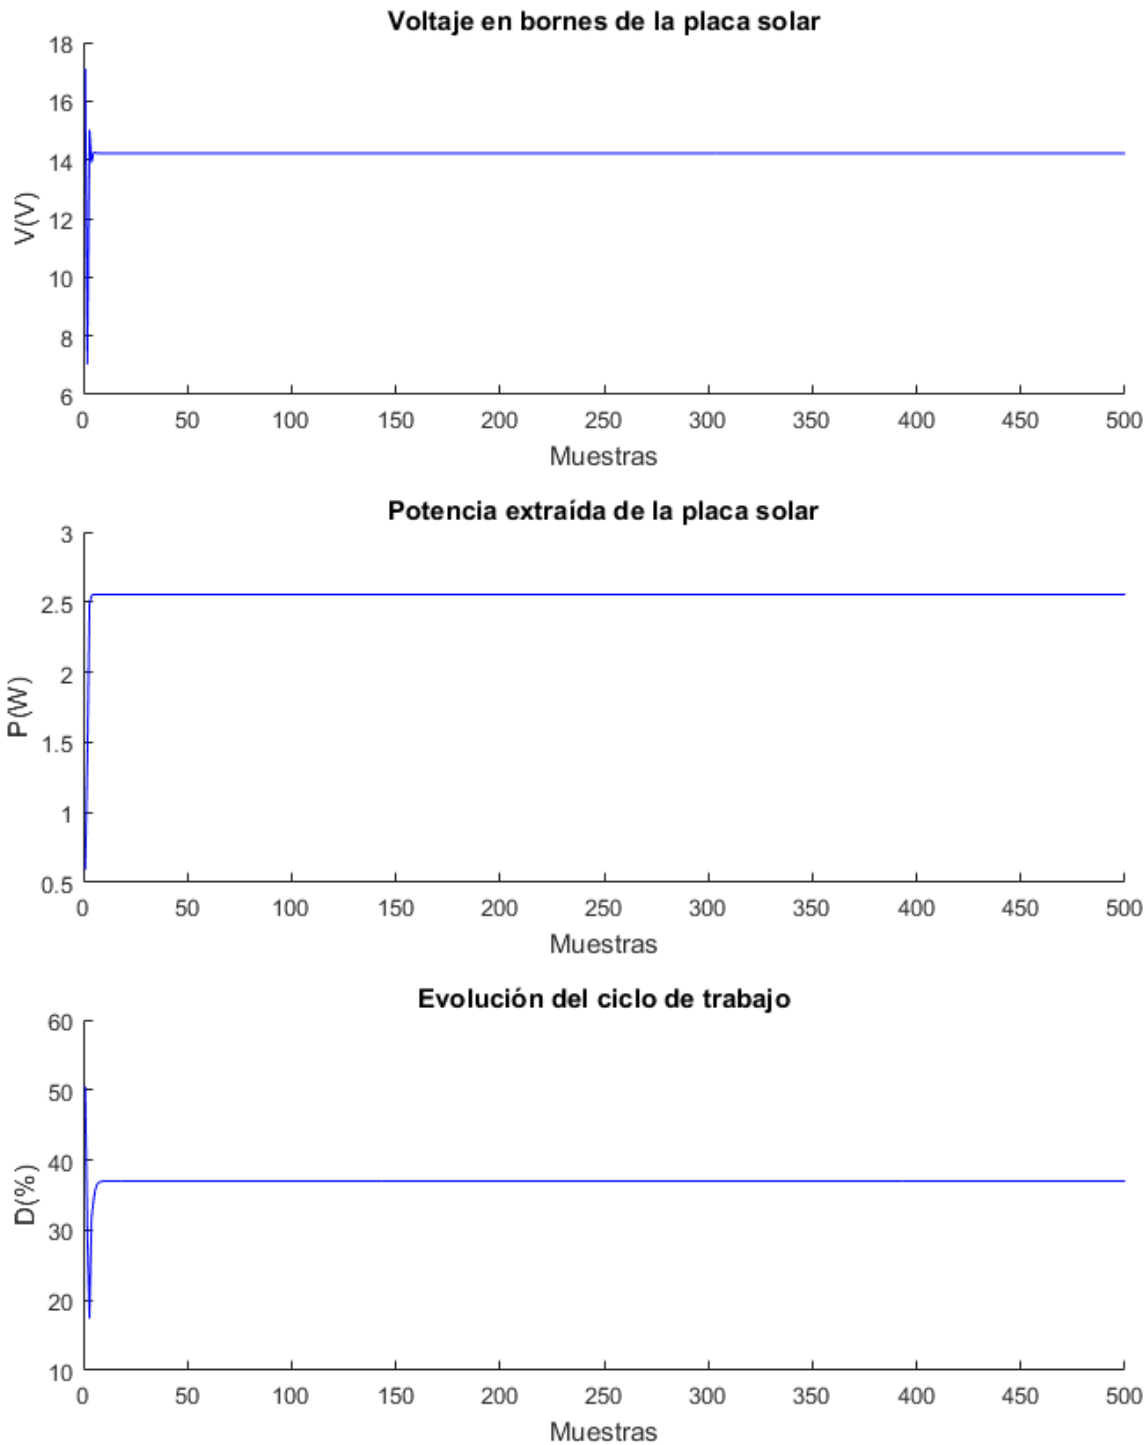 Voltaje en bornes de la placa solar
18
16
14
12
10
8
6
V(V)
0 50 100 150 200 250 300 350 400 450 500
Muestras
Potencia extraída de la placa solar
3
2.5
2
1.5
1
0.5
P(W)
0 50 100 150 200 250 300 350 400 450 500
Muestras
Evolución del ciclo de trabajo
60
50
40
30
20
10
D(%)
0 50 100 150 200 250 300 350 400 450 500
Muestras